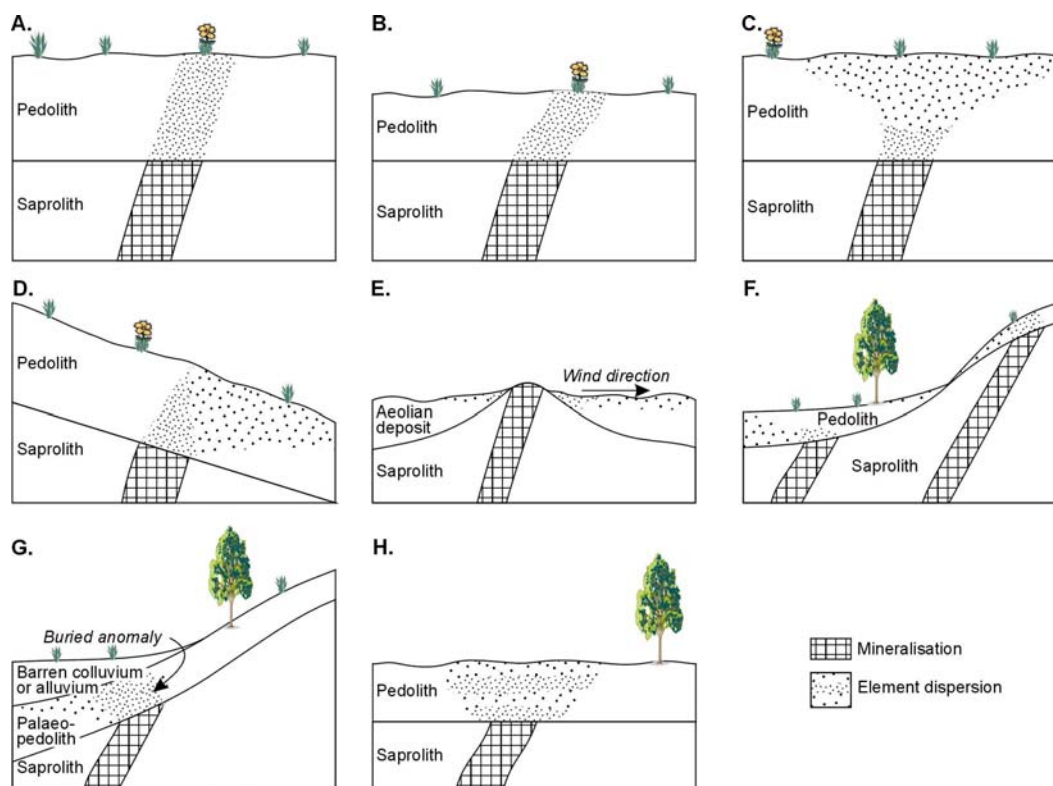 A.
Pedolith
Saprolith
B.
Pedolith
Saprolith
C.
Pedolith
Saprolith
D.
Pedolith
Saprolith
E.
Wind direction
Aeolian
deposit
Saprolith
F.
Pedolith
Saprolith
G.
Buried anomaly
Barren colluvium
or alluvium
Palaeo-
pedolith
Saprolith
H.
Pedolith
Saprolith
Mineralisation
Element dispersion